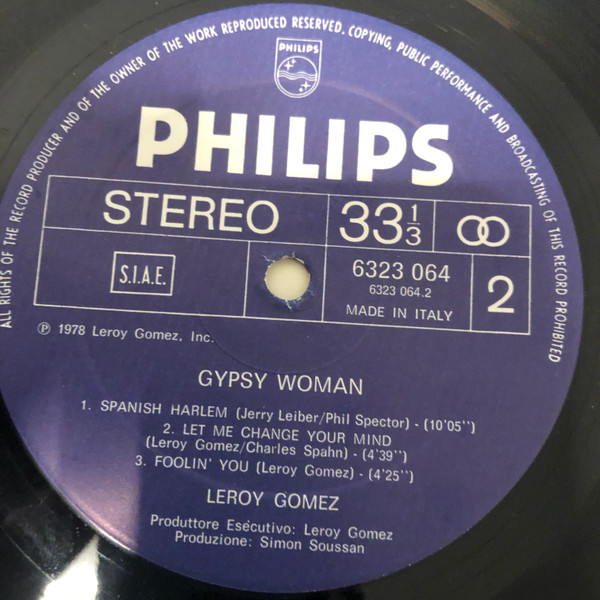 ALL RIGHTS OF THE RECORD PRODUCER AND OF THE OWNER OF THE WORK REPRODUCED RESERVED. COPYING, PUBLIC PERFORMANCE AND BROADCASTING OF THIS RECORD PROHIBITED
PHILIPS
PHILIPS
STEREO
33 1/3
S.I.A.E.
6323 064
6323 064.2
MADE IN ITALY
2
℗ 1978 Leroy Gomez, Inc.
GYPSY WOMAN
1. SPANISH HARLEM (Jerry Leiber/Phil Spector) - (10'05'')
2. LET ME CHANGE YOUR MIND
(Leroy Gomez/Charles Spahn) - (4'39'')
3. FOOLIN' YOU (Leroy Gomez) - (4'25'')
LEROY GOMEZ
Produttore Esecutivo: Leroy Gomez
Produzione: Simon Soussan